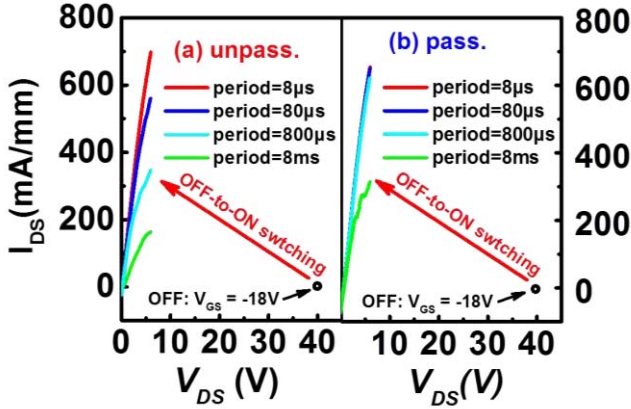 800
600
400
200
0
I_DS(mA/mm)
(a) unpass.
period=8μs
period=80μs
period=800μs
period=8ms
OFF-to-ON swtching
OFF: V_GS = -18V
0 10 20 30 40
V_DS (V)
(b) pass.
period=8μs
period=80μs
period=800μs
period=8ms
OFF-to-ON swtching
OFF: V_GS = -18V
0 10 20 30 40
V_DS(V)
800
600
400
200
0